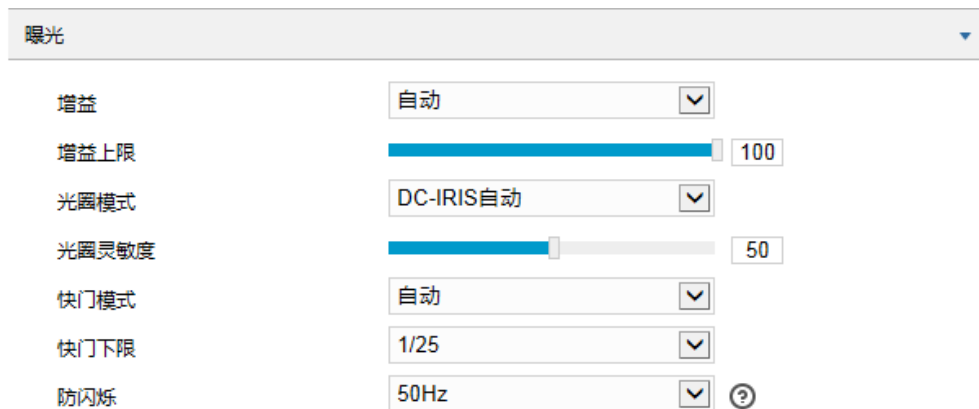 曝光
增益 自动
增益上限 100
光圈模式 DC-IRIS自动
光圈灵敏度 50
快门模式 自动
快门下限 1/25
防闪烁 50Hz ?